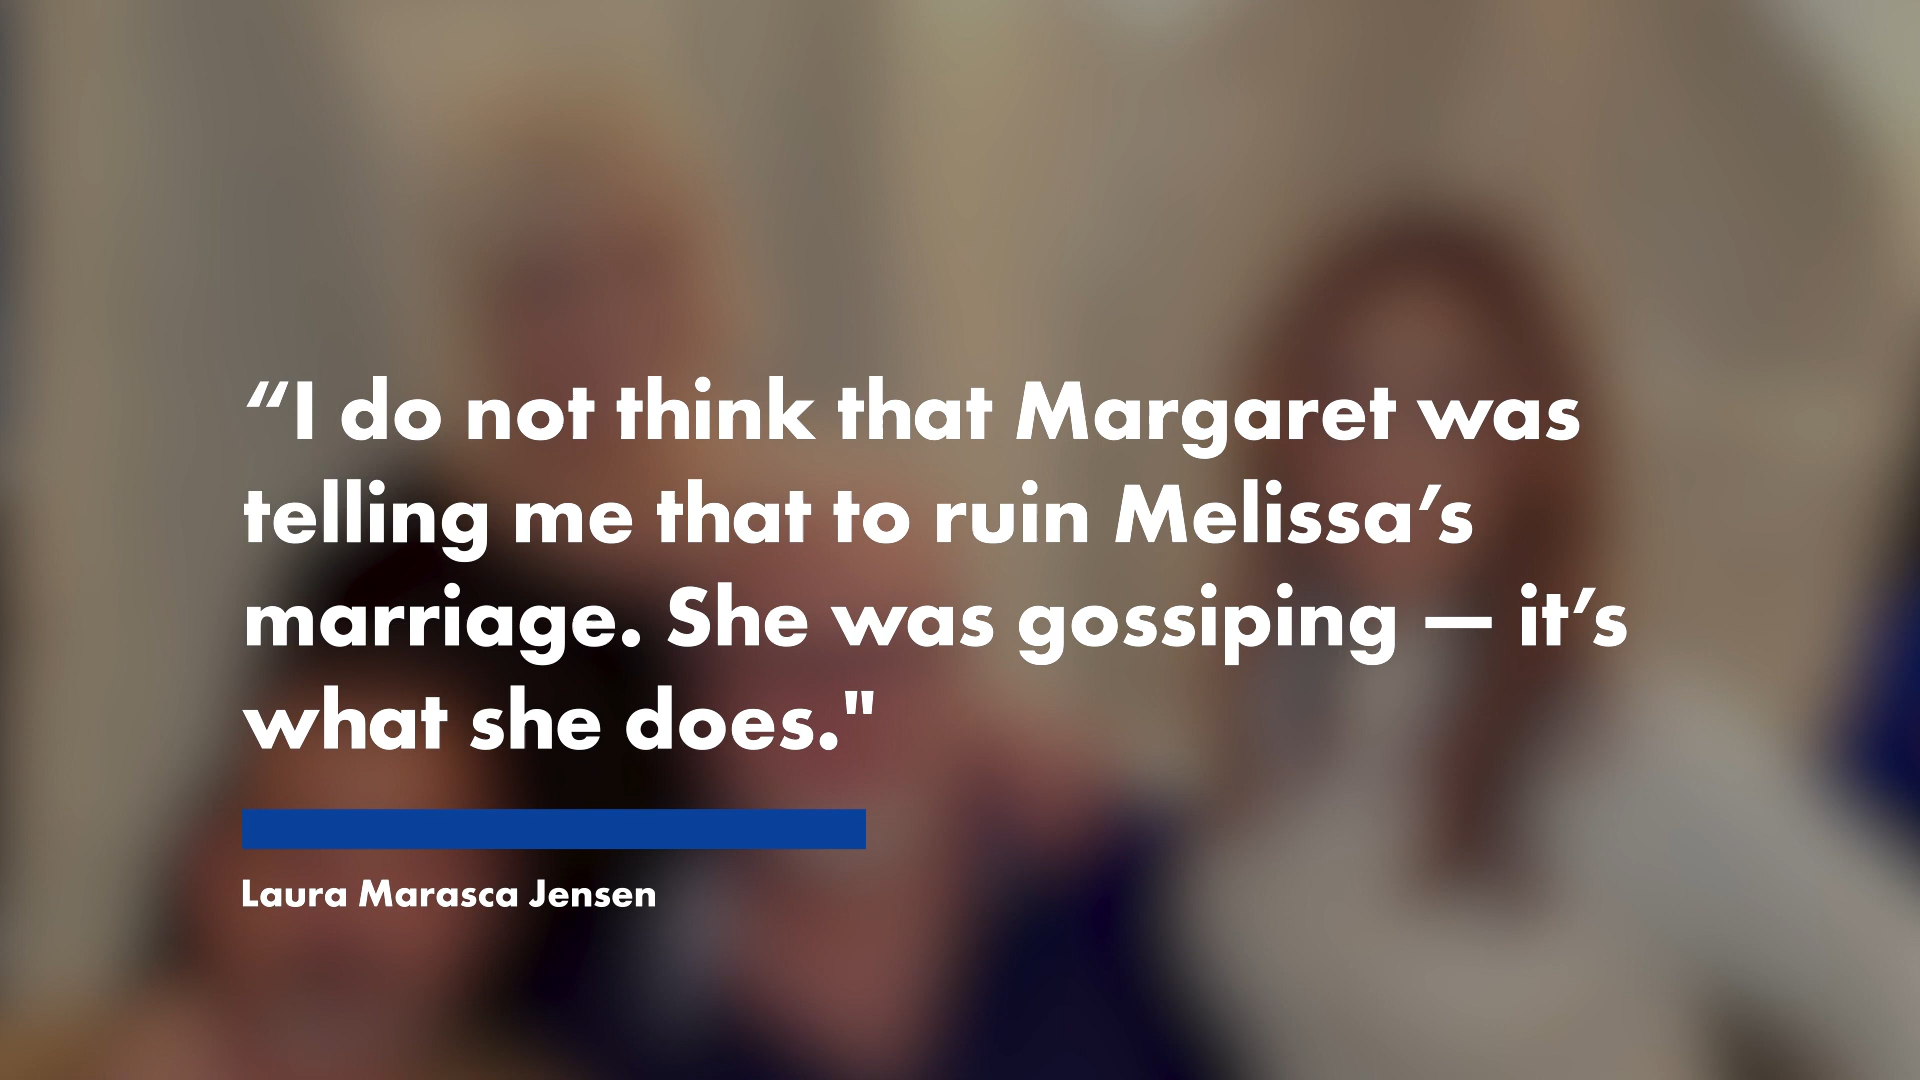 “I do not think that Margaret was
telling me that to ruin Melissa’s
marriage. She was gossiping — it’s
what she does."
Laura Marasca Jensen